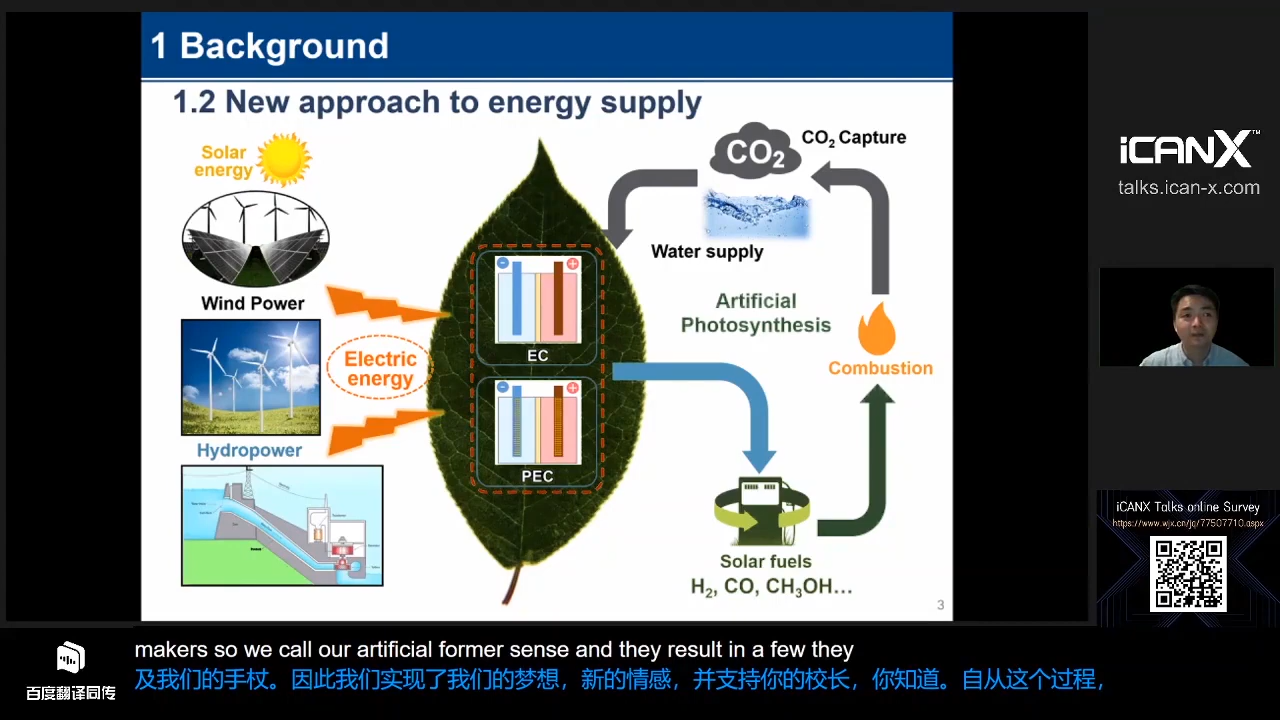 1 Background
1.2 New approach to energy supply
Solar
energy
Wind Power
Hydropower
Electric
energy
EC
PEC
CO₂
CO₂ Capture
Water supply
Artificial
Photosynthesis
Combustion
Solar fuels
H₂, CO, CH₃OH…
3
iCANX™
talks.ican-x.com
iCANX Talks online Survey
https://www.wjx.cn/jq/77507710.aspx
makers so we call our artificial former sense and they result in a few they
及我们的手杖。因此我们实现了我们的梦想，新的情感，并支持你的校长，你知道。自从这个过程，
百度翻译同传